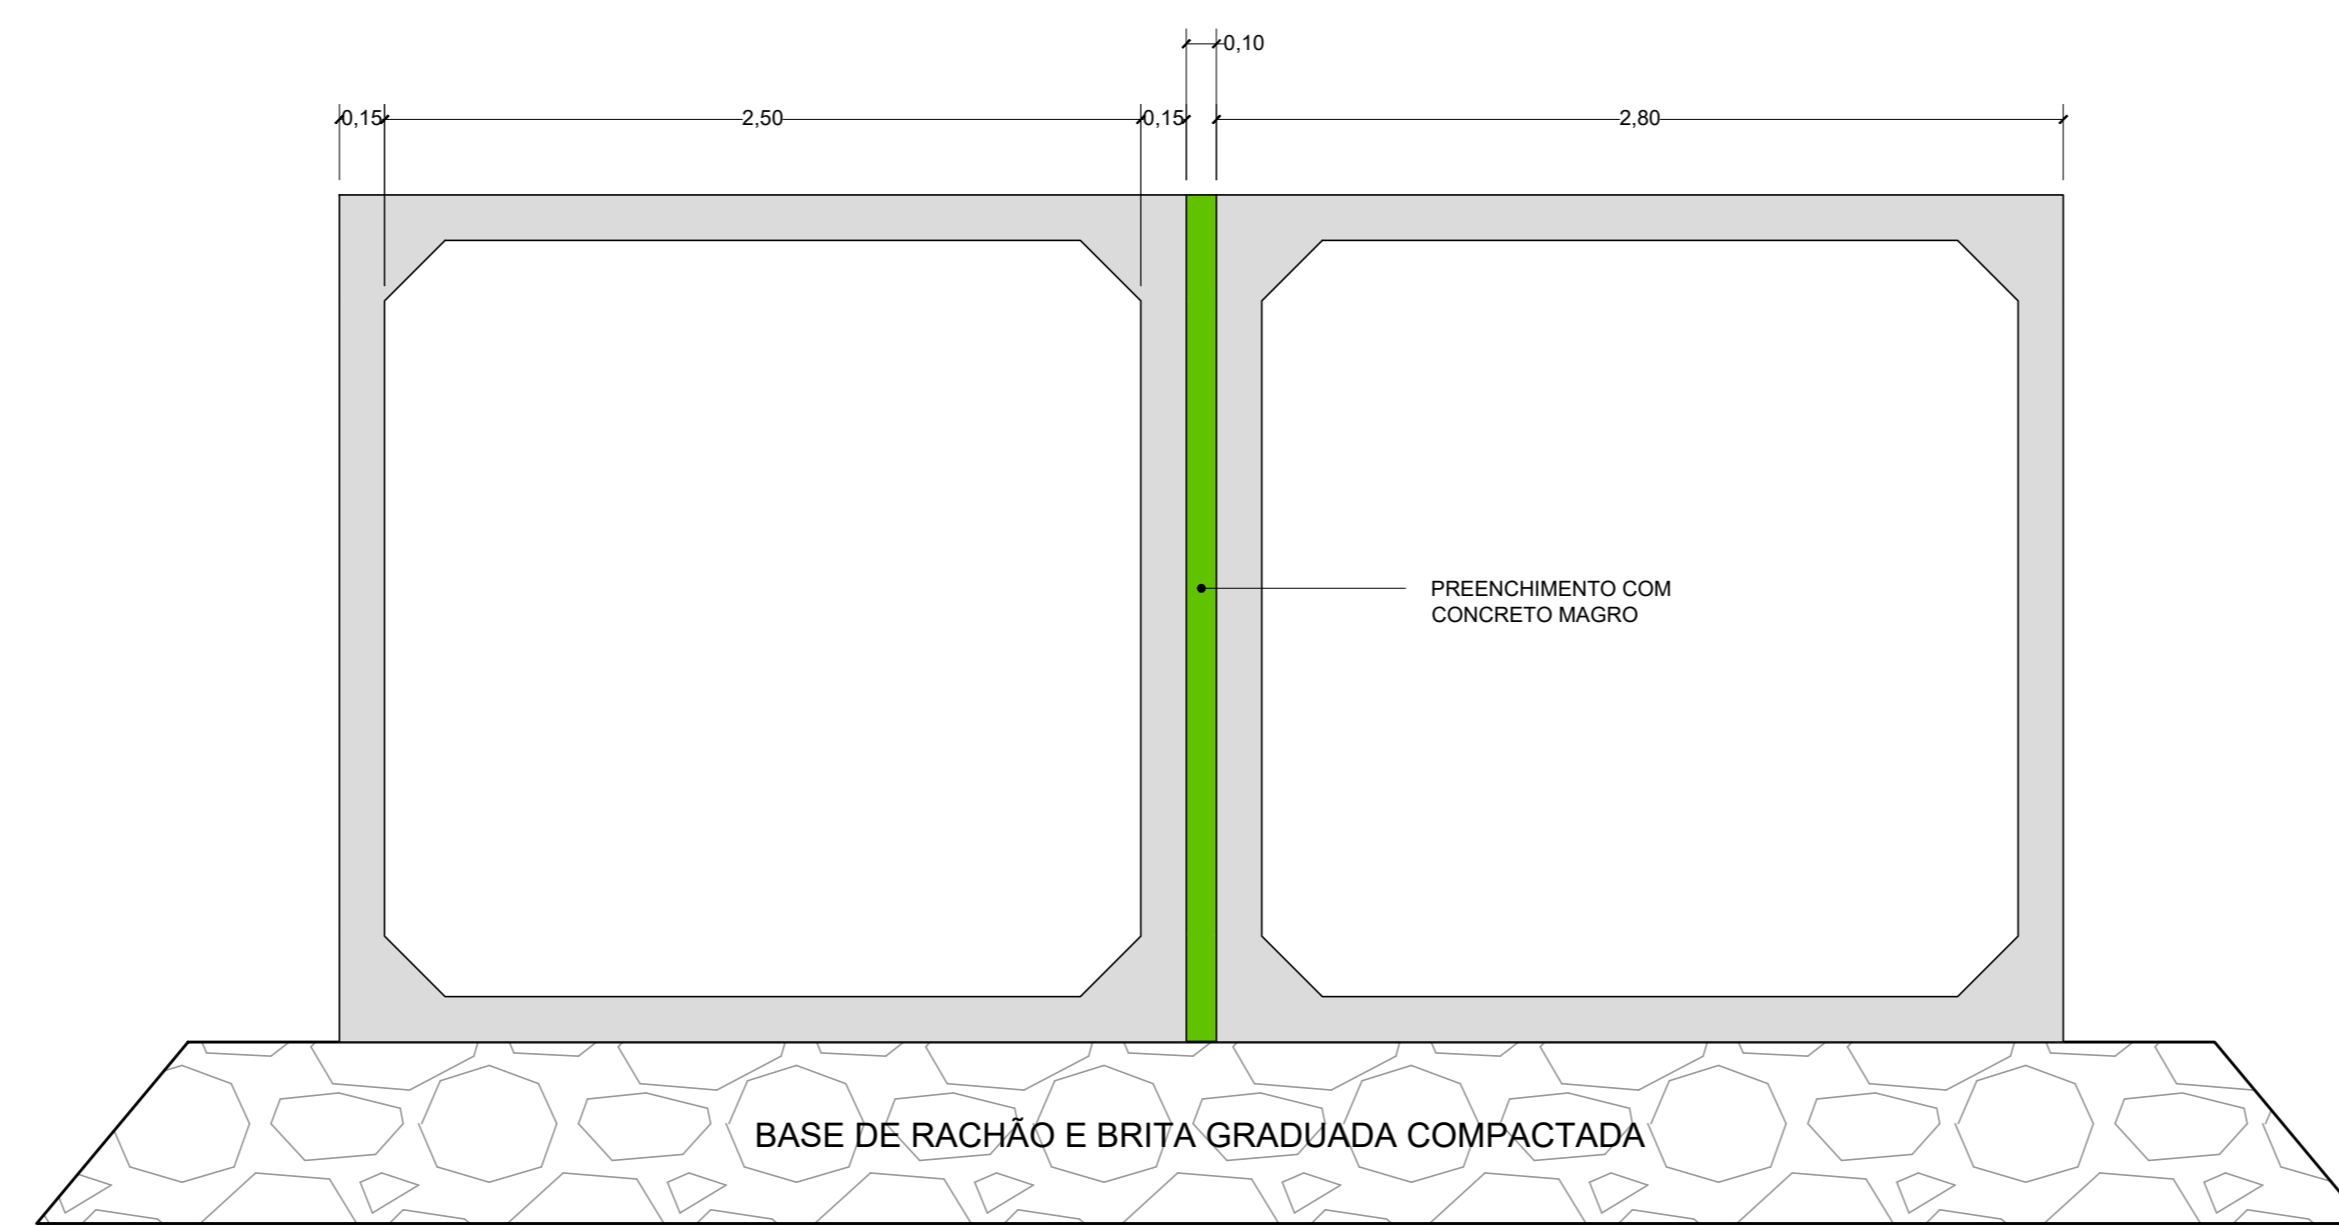 0,10
0,15
2,50
0,15
2,80
PREENCHIMENTO COM
CONCRETO MAGRO
BASE DE RACHÃO E BRITA GRADUADA COMPACTADA